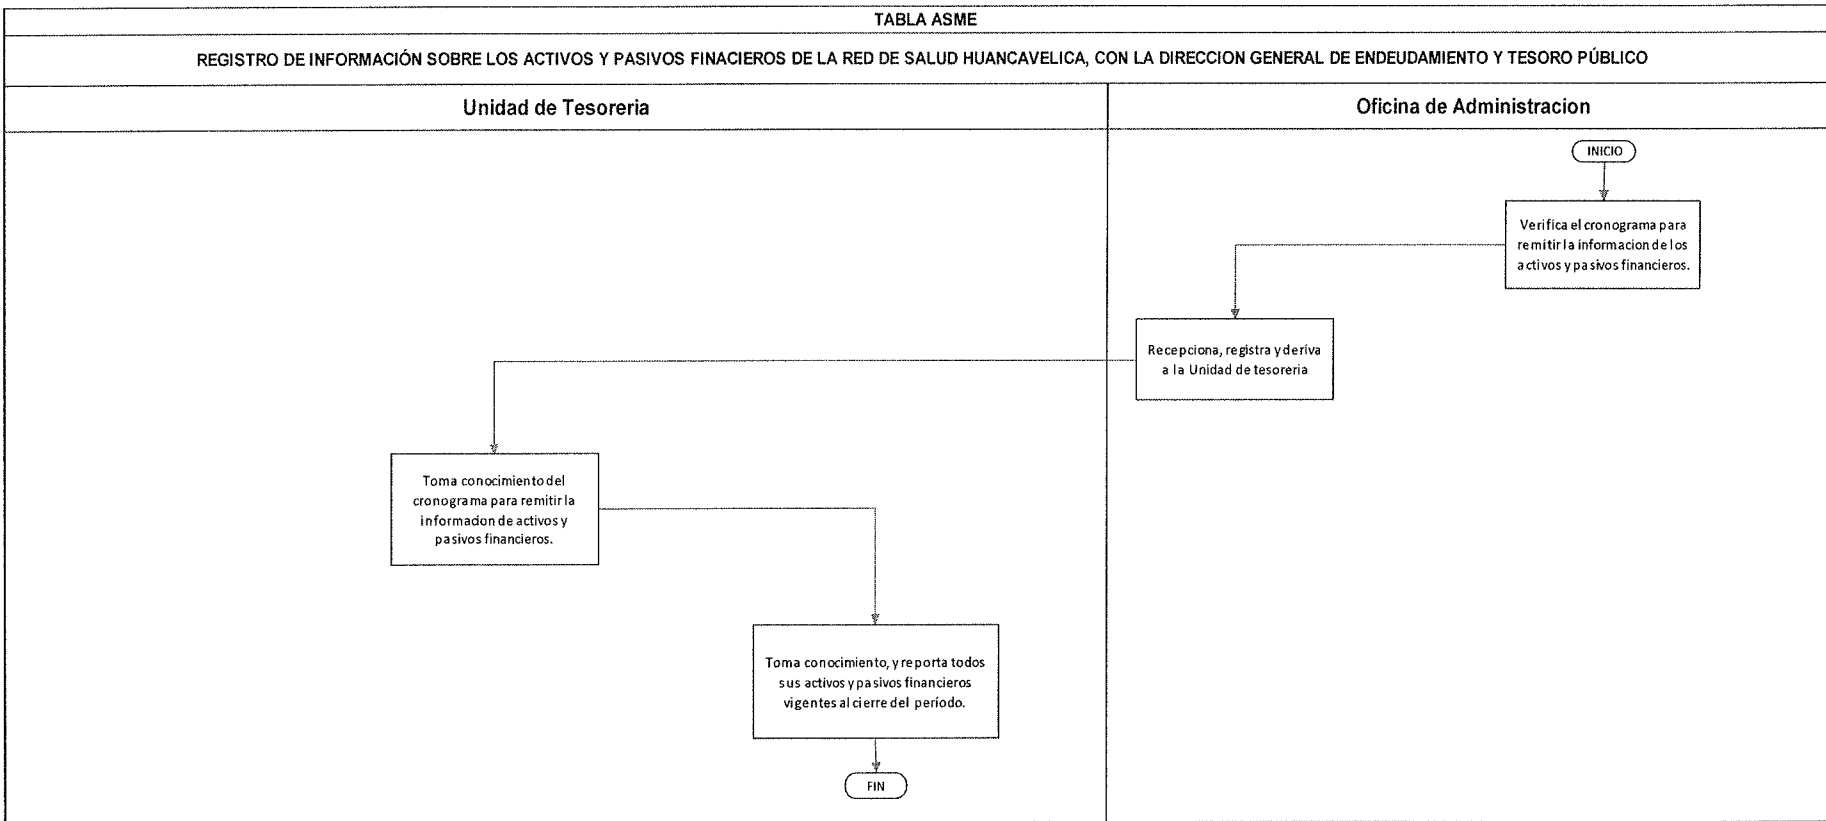 TABLA ASME
REGISTRO DE INFORMACIÓN SOBRE LOS ACTIVOS Y PASIVOS FINACIEROS DE LA RED DE SALUD HUANCAVELICA, CON LA DIRECCION GENERAL DE ENDEUDAMIENTO Y TESORO PÚBLICO
Unidad de Tesoreria
Oficina de Administracion
INICIO
Verifica el cronograma para
remitir la informacion de los
activos y pasivos financieros.
Recepciona, registra y deriva
a la Unidad de tesoreria
Toma conocimiento del
cronograma para remitir la
informacion de activos y
pasivos financieros.
Toma conocimiento, y reporta todos
sus activos y pasivos financieros
vigentes al cierre del período.
FIN